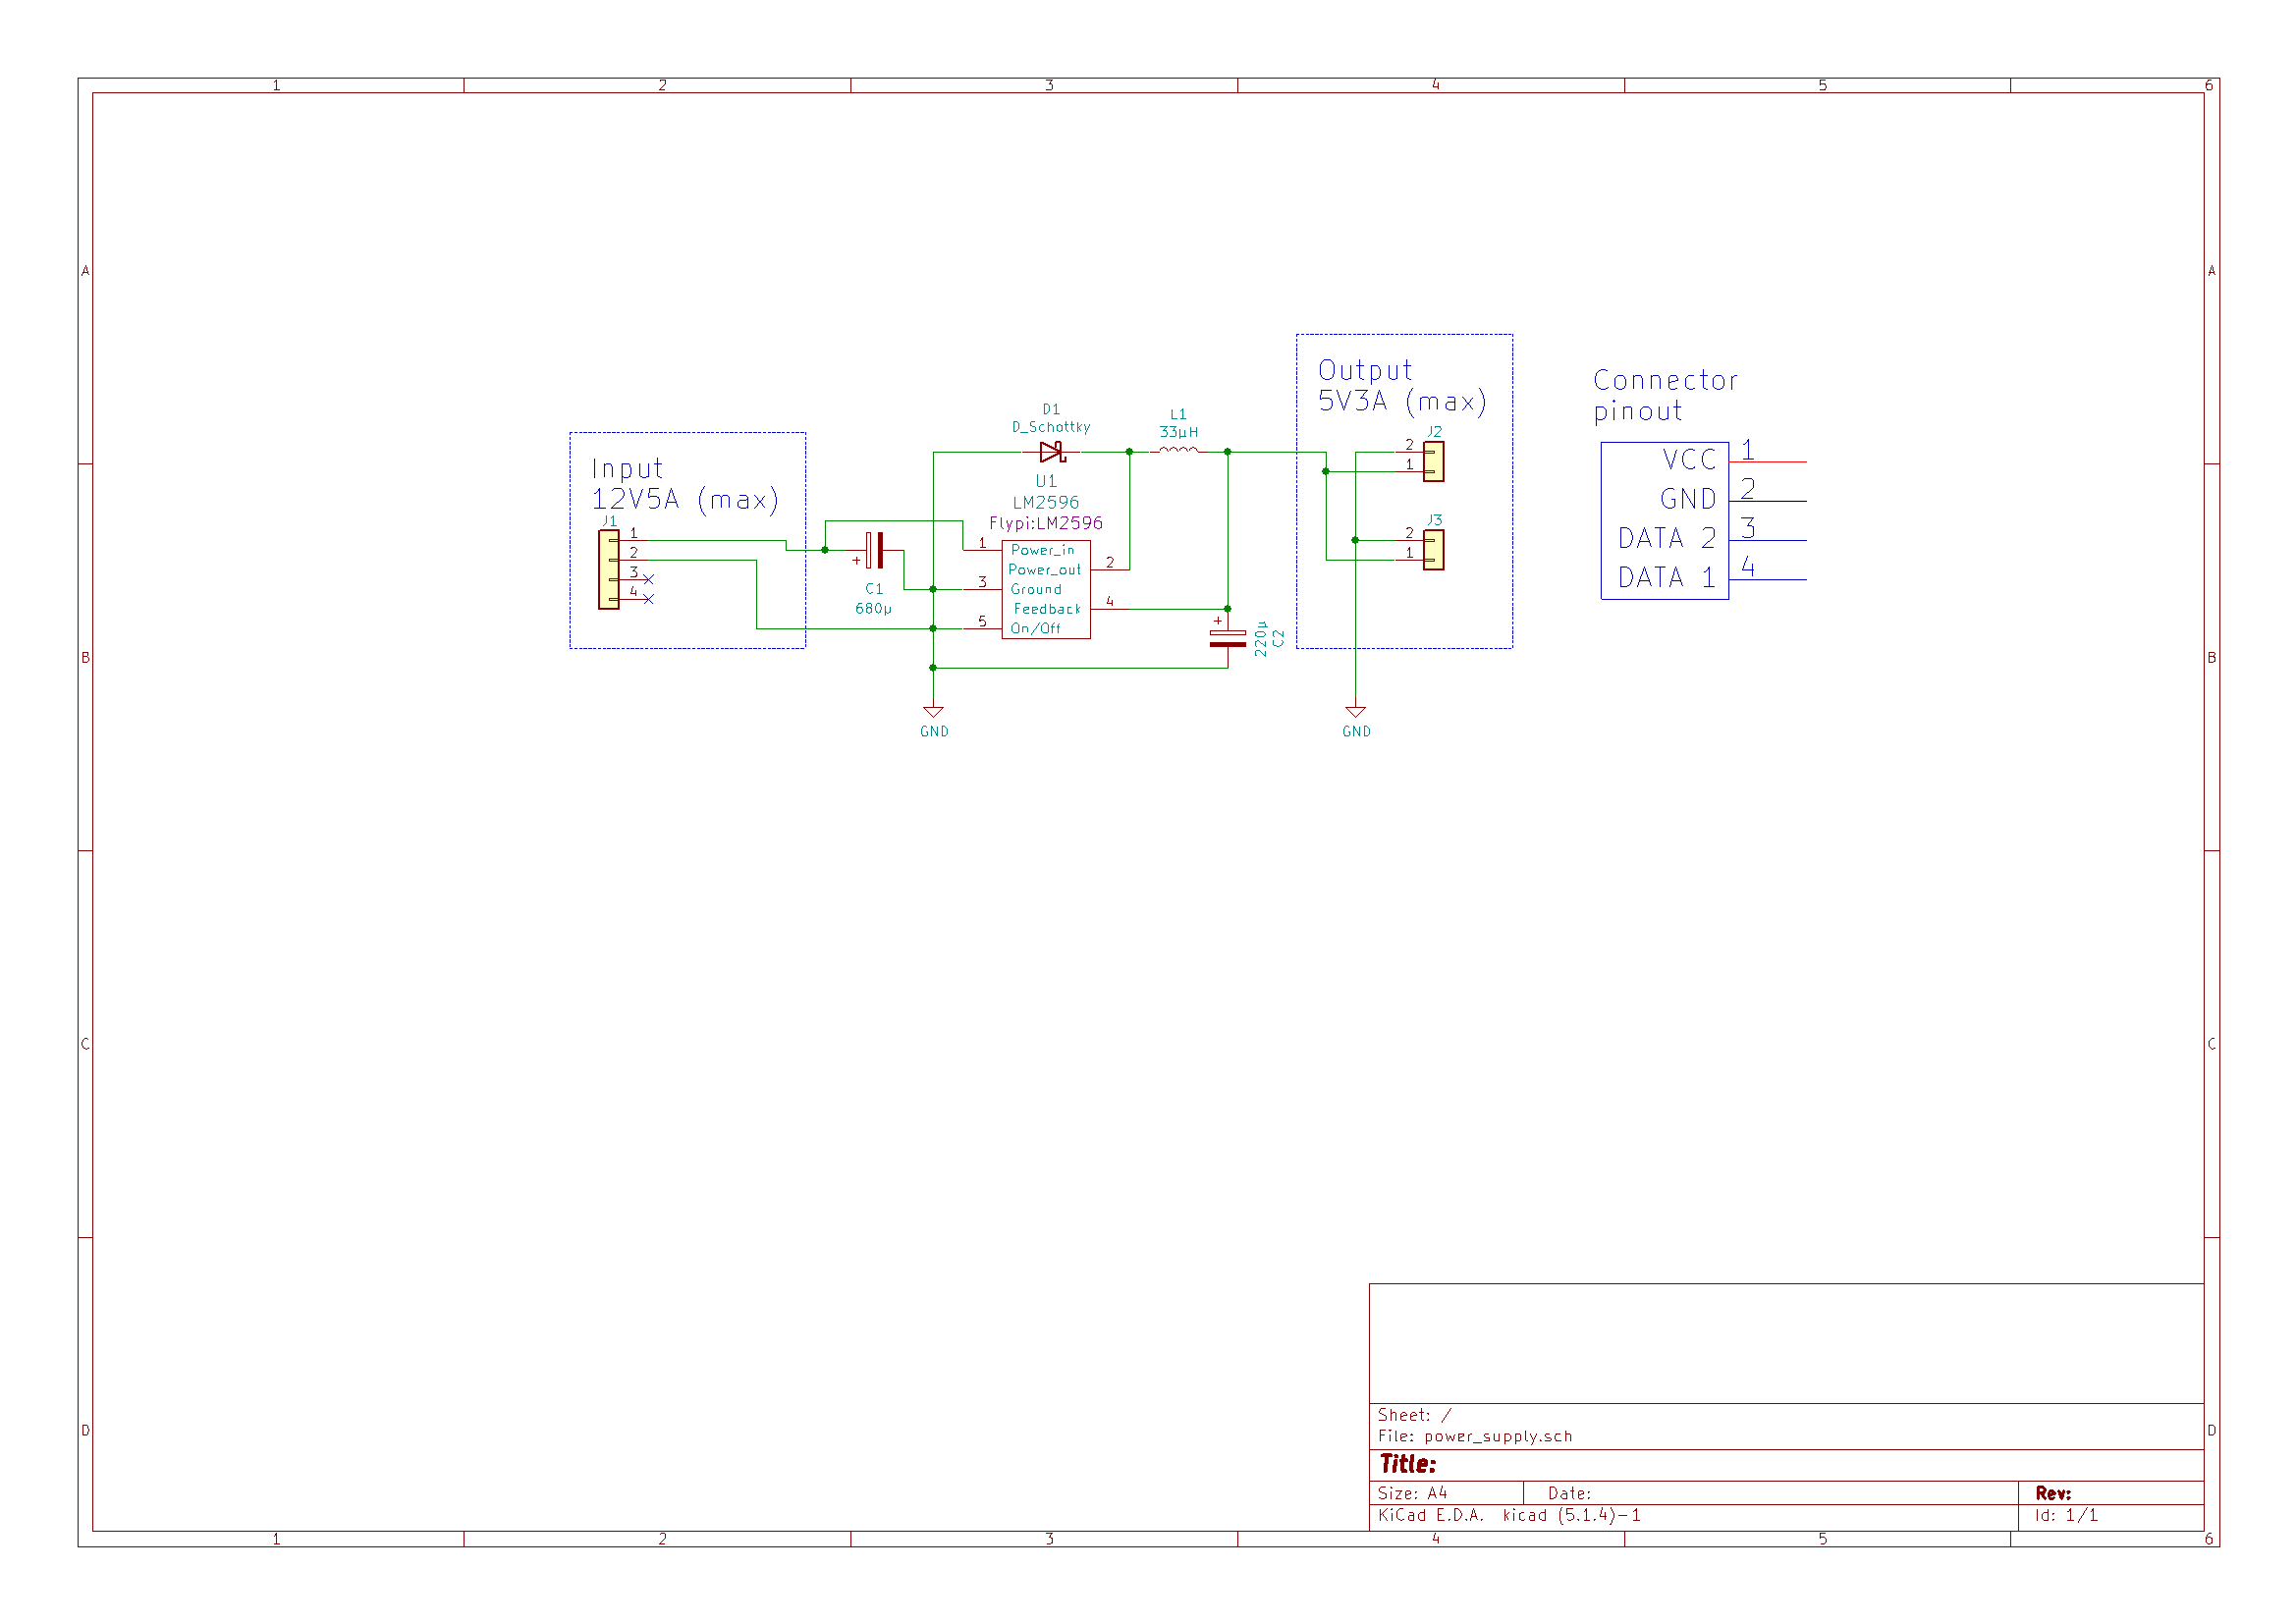 1 2 3 4 5 6
A A
Output
5V3A (max)
Connector
pinout
D1
D_Schottky
L1
33µH
Input
12V5A (max)
U1
LM2596
Flypi:LM2596
J1
1
2
3
4
C1
680µ
1 Power_in
Power_out 2
3 Ground
Feedback 4
5 On/Off
+
+
220µ
C2
J2
2
1
J3
2
1
VCC 1
GND 2
DATA 2 3
DATA 1 4
GND
GND
B B
C C
D D
Sheet: /
File: power_supply.sch
Title:
Size: A4 Date: Rev:
KiCad E.D.A. kicad (5.1.4)-1 Id: 1/1
1 2 3 4 5 6